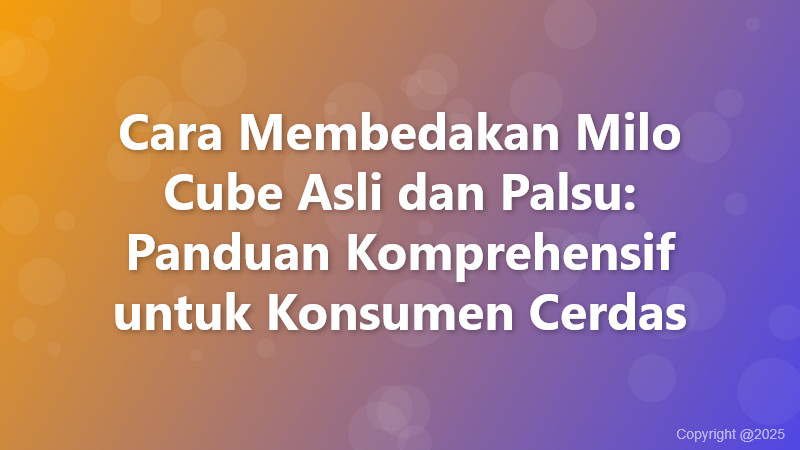 Cara Membedakan Milo
Cube Asli dan Palsu:
Panduan Komprehensif
untuk Konsumen Cerdas
Copyright @2025